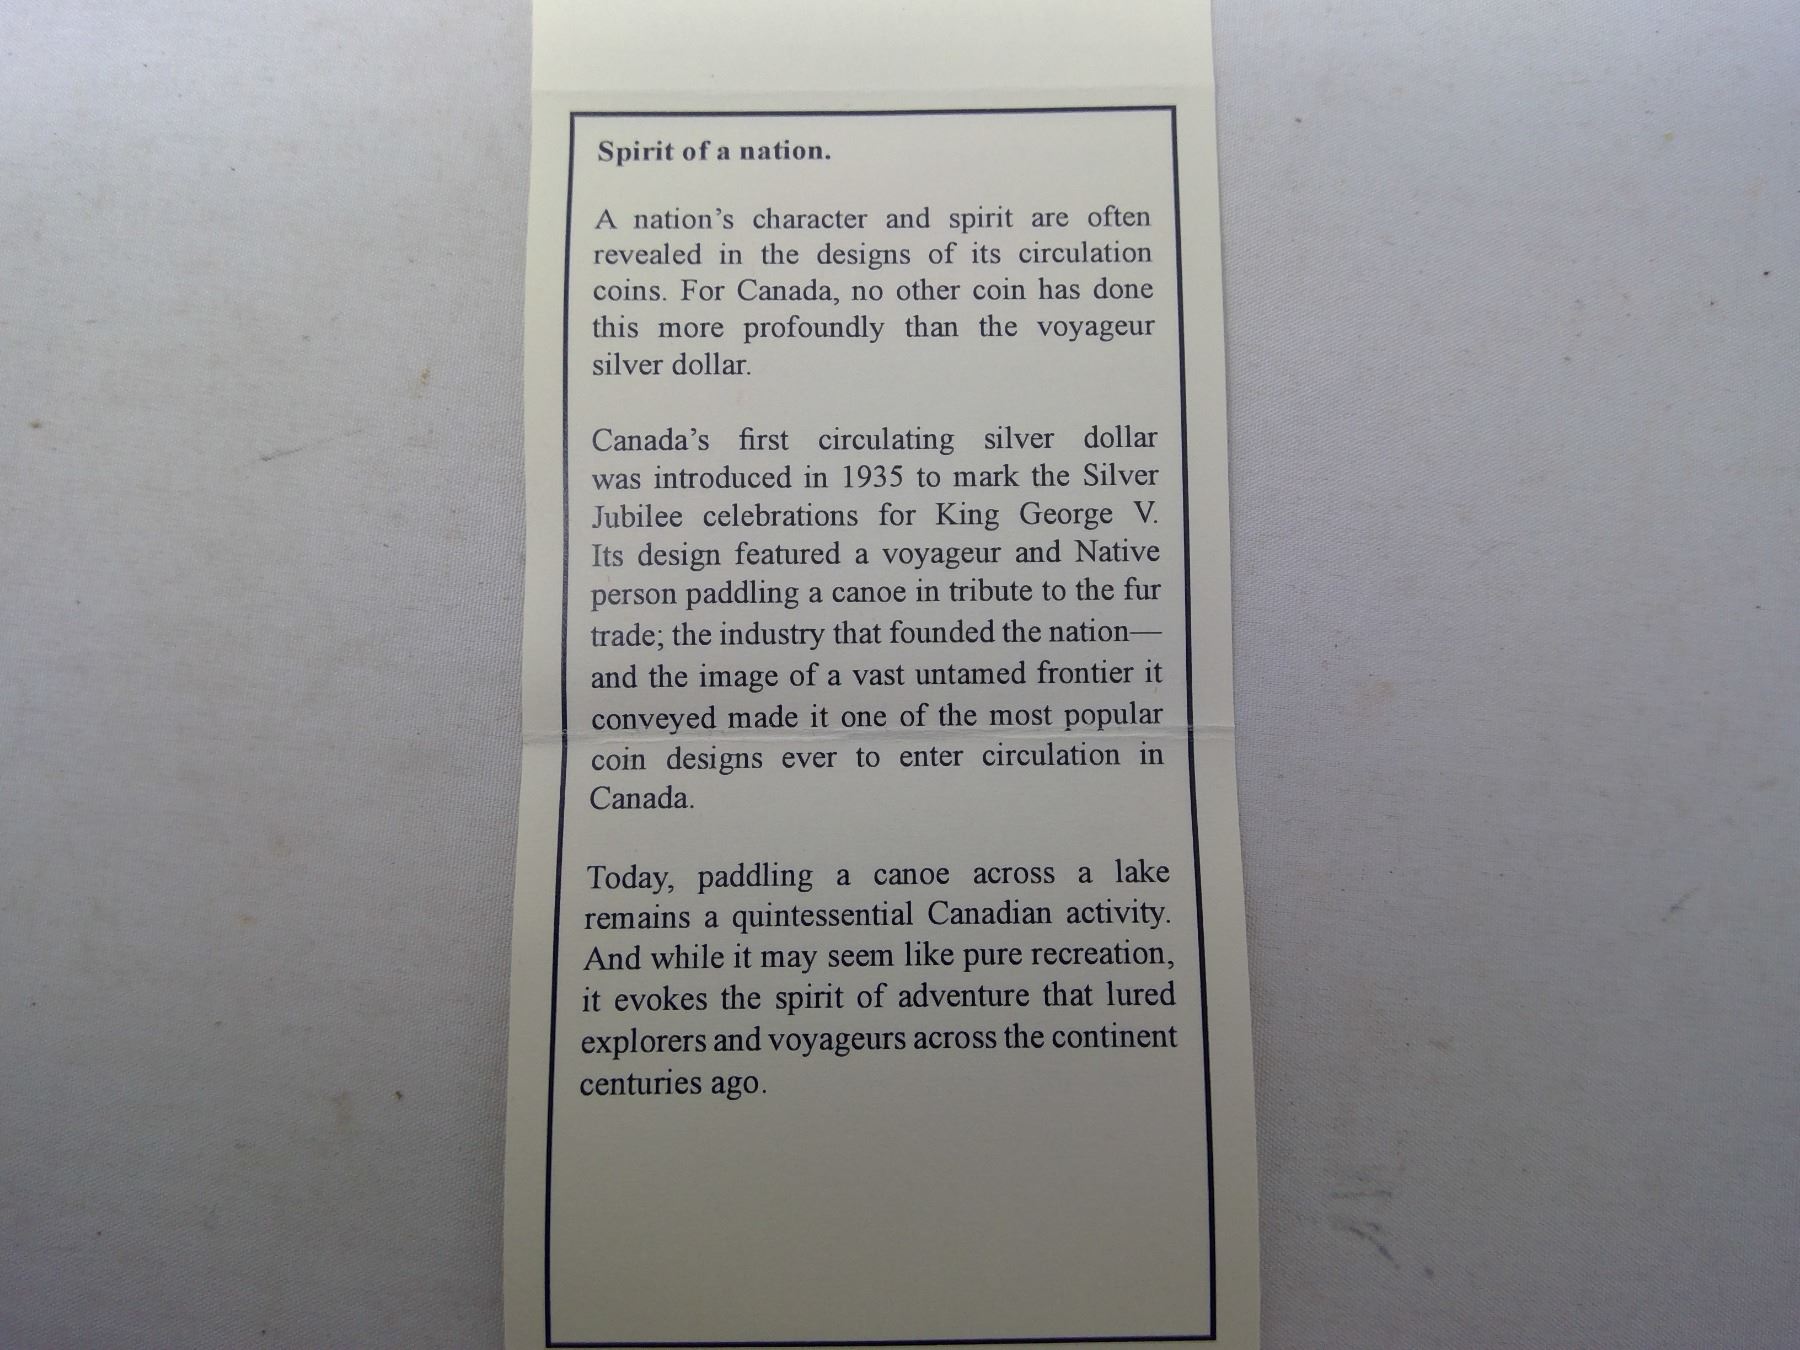 Spirit of a nation.
A nation’s character and spirit are often
revealed in the designs of its circulation
coins. For Canada, no other coin has done
this more profoundly than the voyageur
silver dollar.
Canada’s first circulating silver dollar
was introduced in 1935 to mark the Silver
Jubilee celebrations for King George V.
Its design featured a voyageur and Native
person paddling a canoe in tribute to the fur
trade; the industry that founded the nation—
and the image of a vast untamed frontier it
conveyed made it one of the most popular
coin designs ever to enter circulation in
Canada.
Today, paddling a canoe across a lake
remains a quintessential Canadian activity.
And while it may seem like pure recreation,
it evokes the spirit of adventure that lured
explorers and voyageurs across the continent
centuries ago.